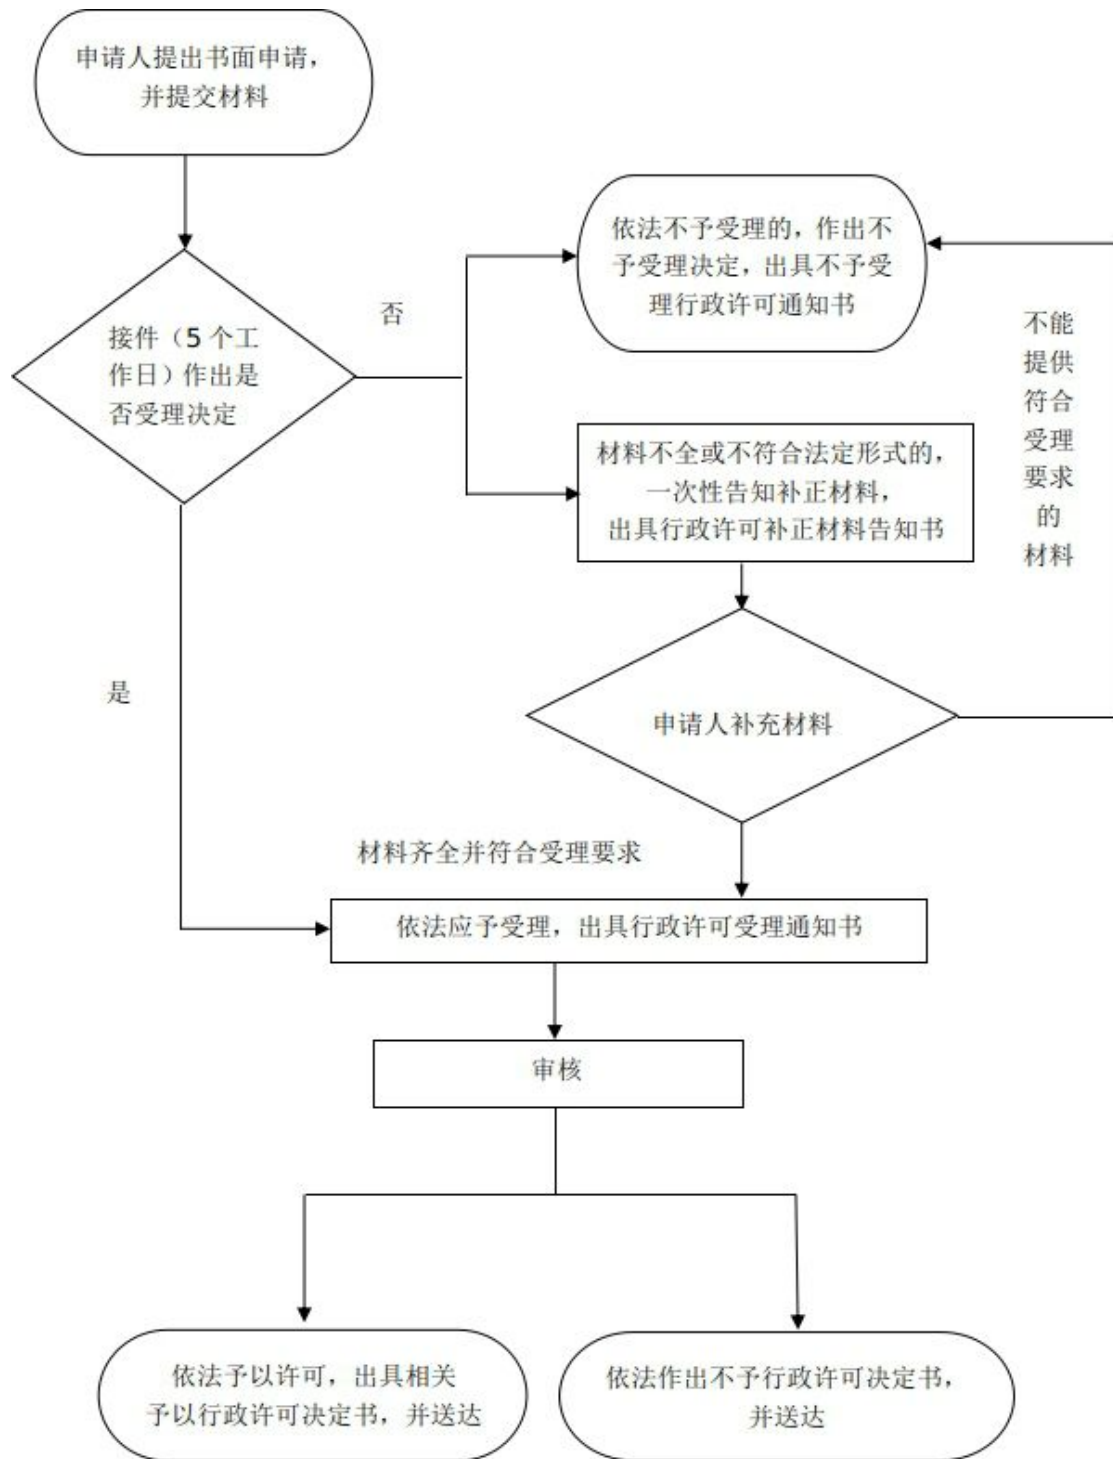 申请人提出书面申请，
并提交材料
依法不予受理的，作出不
予受理决定，出具不予受
理行政许可通知书
否
接件（5 个工
作日）作出是
否受理决定
不能
提供
符合
受理
要求
的
材料
材料不全或不符合法定形式的，
一次性告知补正材料，
出具行政许可补正材料告知书
是
申请人补充材料
材料齐全并符合受理要求
依法应予受理，出具行政许可受理通知书
审核
依法予以许可，出具相关
予以行政许可决定书，并送达
依法作出不予行政许可决定书，
并送达